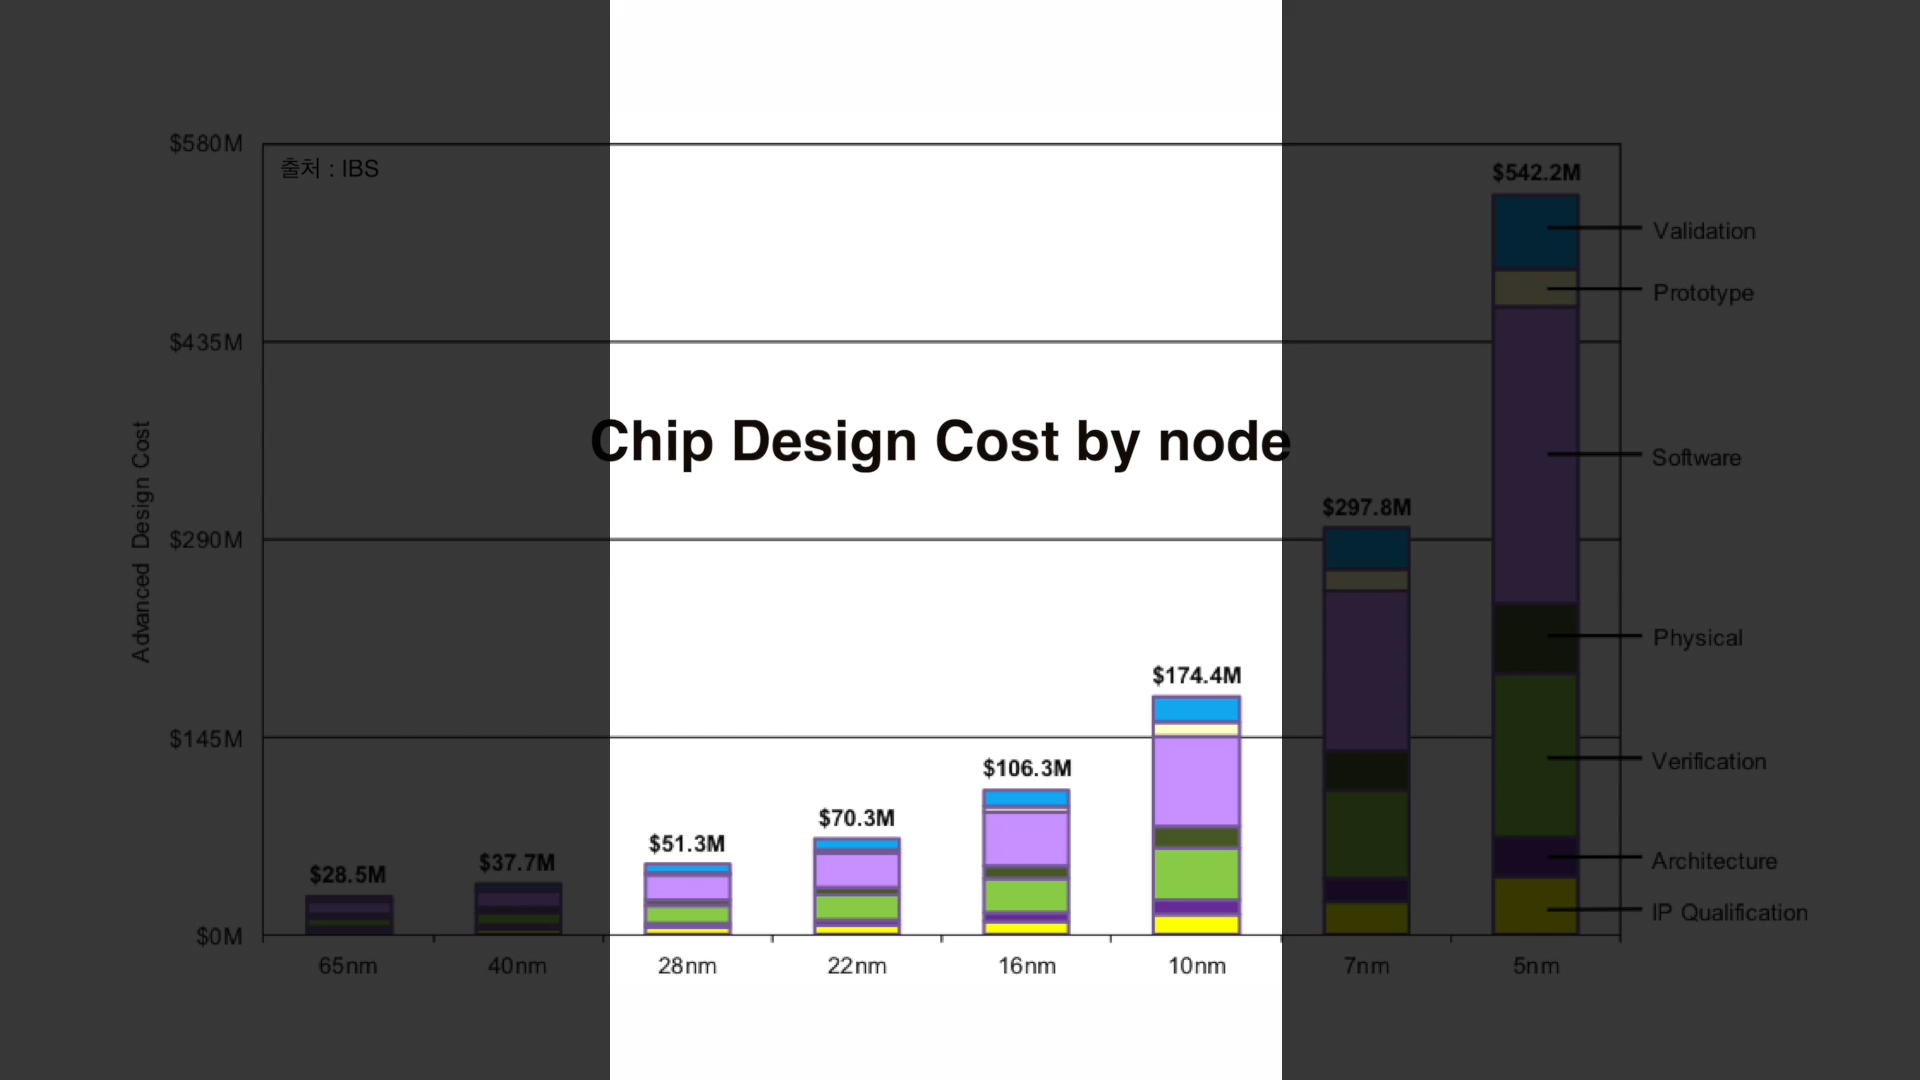 $580M
출처 : IBS
$542.2M
Validation
Prototype
$435M
Chip Design Cost by node
Software
Advanced Design Cost
$297.8M
$290M
Physical
$174.4M
$145M
Verification
$106.3M
$70.3M
$51.3M
$37.7M
$28.5M
Architecture
IP Qualification
$0M
65nm 40nm 28nm 22nm 16nm 10nm 7nm 5nm